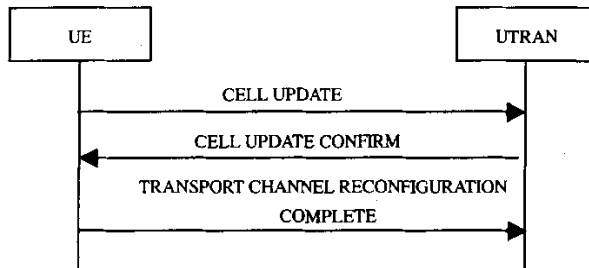 UE
UTRAN
CELL UPDATE
CELL UPDATE CONFIRM
TRANSPORT CHANNEL RECONFIGURATION
COMPLETE